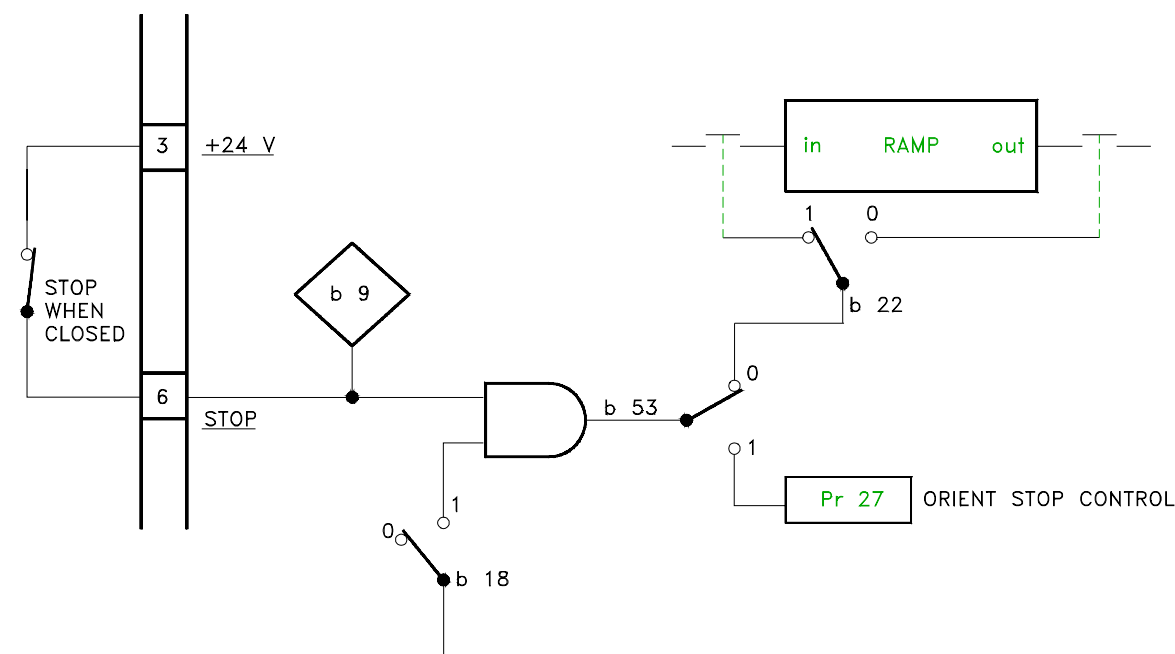 3
+24 V
in RAMP out
1
0
b 22
STOP
WHEN
CLOSED
b 9
6
STOP
b 53
0
1
Pr 27
ORIENT STOP CONTROL
1
0
b 18